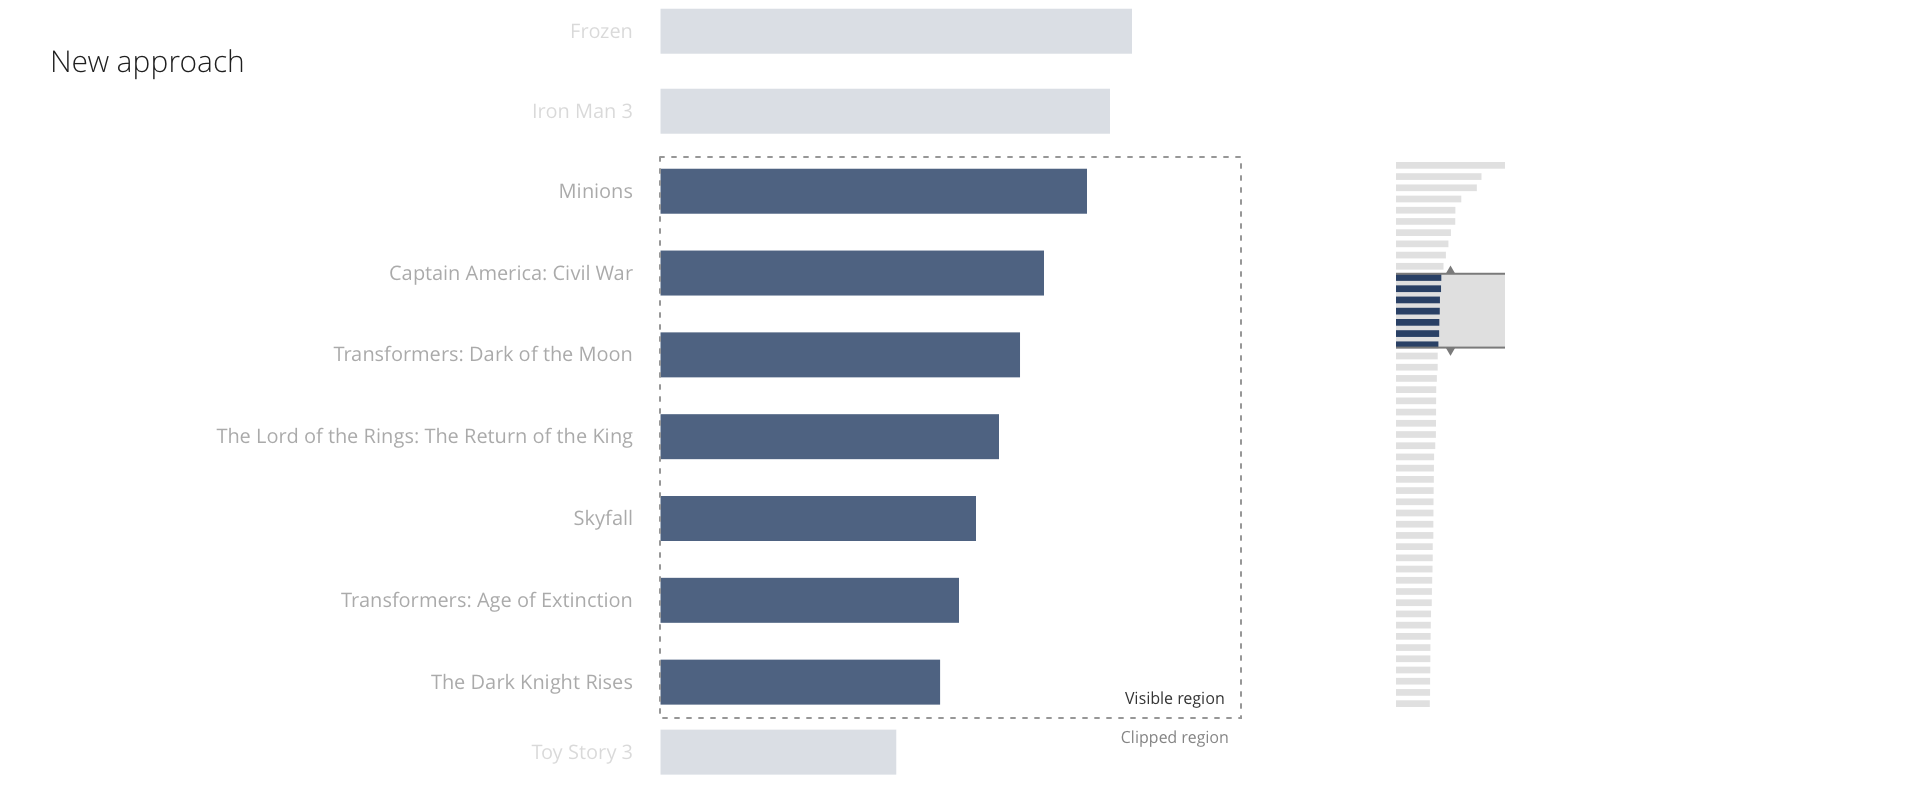 New approach
Frozen
Iron Man 3
Minions
Captain America: Civil War
Transformers: Dark of the Moon
The Lord of the Rings: The Return of the King
Skyfall
Transformers: Age of Extinction
The Dark Knight Rises
Visible region
Clipped region
Toy Story 3